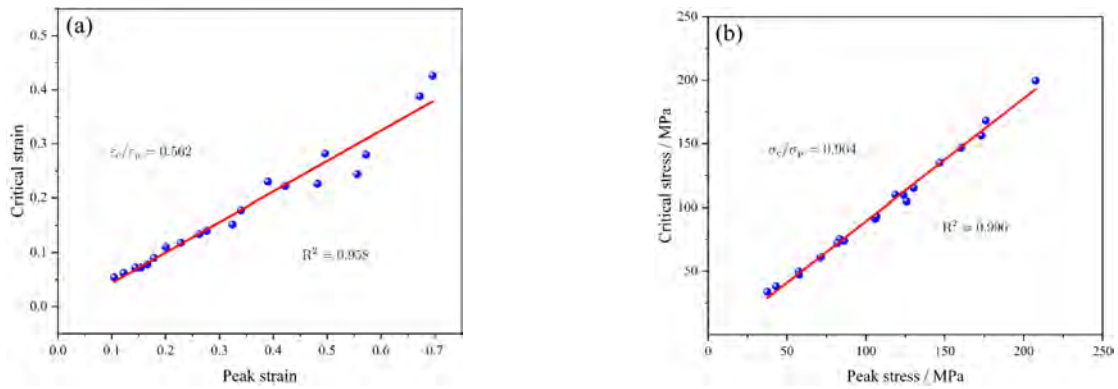 (a)
0.5
0.4
0.3
0.2
0.1
0.0
Critical strain
εc/εp = 0.562
R² = 0.958
0.0 0.1 0.2 0.3 0.4 0.5 0.6 0.7
Peak strain
(b)
250
200
150
100
50
Critical stress / MPa
σc/σp = 0.964
R² = 0.996
0 50 100 150 200 250
Peak stress / MPa